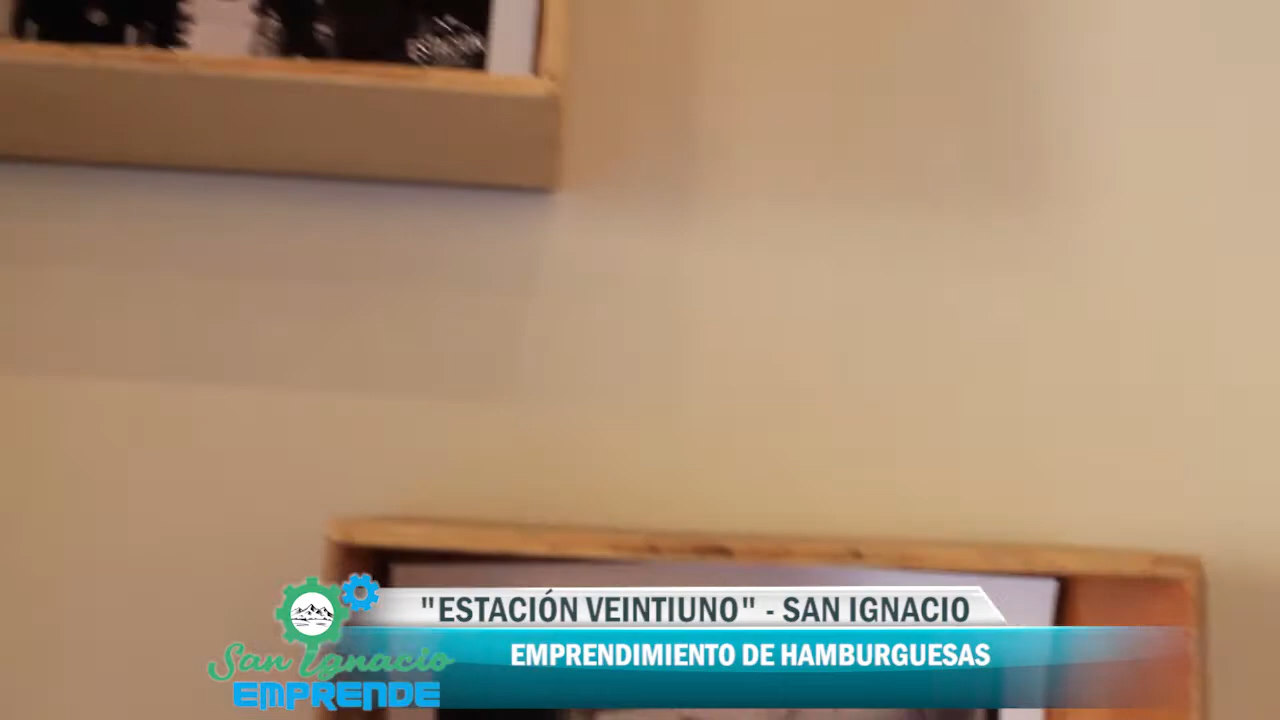 "ESTACIÓN VEINTIUNO" - SAN IGNACIO
EMPRENDIMIENTO DE HAMBURGUESAS
San Ignacio
EMPRENDE